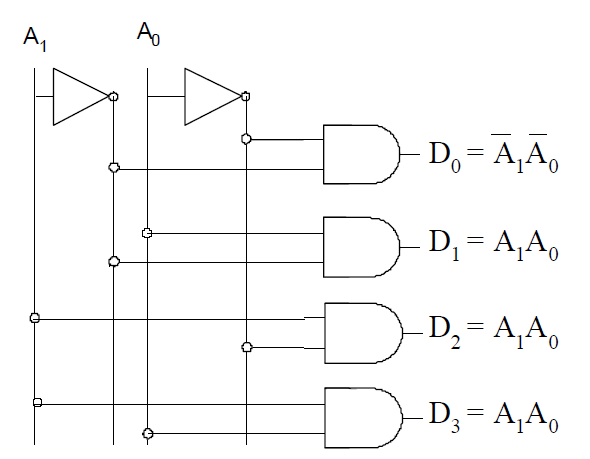 A₁ A₀
D₀ = A̅₁A̅₀
D₁ = A₁A₀
D₂ = A₁A₀
D₃ = A₁A₀